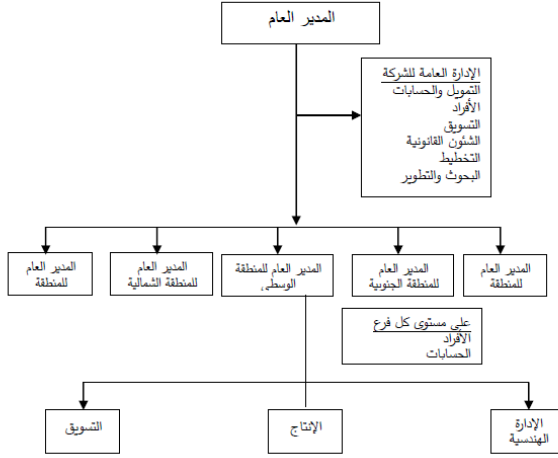 المدير العام
الإدارة العامة للشركة
التمويل والحسابات
الأفراد
التسويق
الشئون القانونية
التخطيط
البحوث والتطوير
المدير العام
للمنطقة
المدير العام
للمنطقة الجنوبية
المدير العام للمنطقة
الوسطى
المدير العام
للمنطقة الشمالية
المدير العام
للمنطقة
على مستوى كل فرع
الأفراد
الحسابات
الإدارة
الهندسية
الإنتاج
التسويق